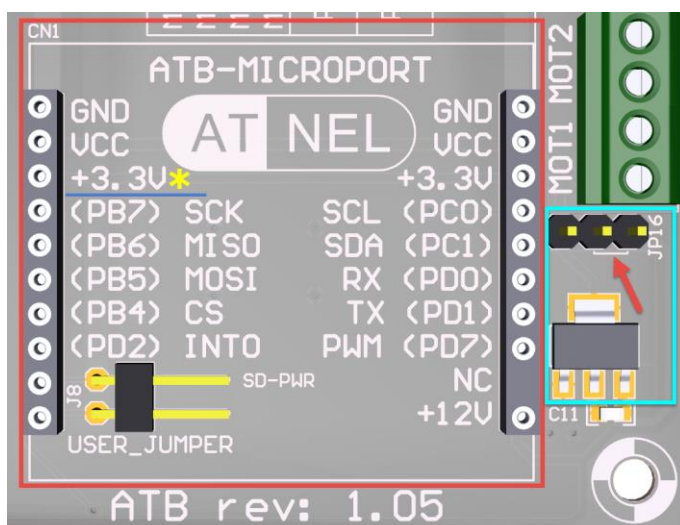 CN1
ATB-MICROPORT
AT NEL
GND GND
VCC VCC
+3.3V* +3.3V
(PB7) SCK SCL (PC0)
(PB6) MISO SDA (PC1)
(PB5) MOSI RX (PD0)
(PB4) CS TX (PD1)
(PD2) INT0 PWM (PD7)
J8 SD-PWR NC
+12V
USER_JUMPER
ATB rev: 1.05
MOT1 MOT2
JP16
C11